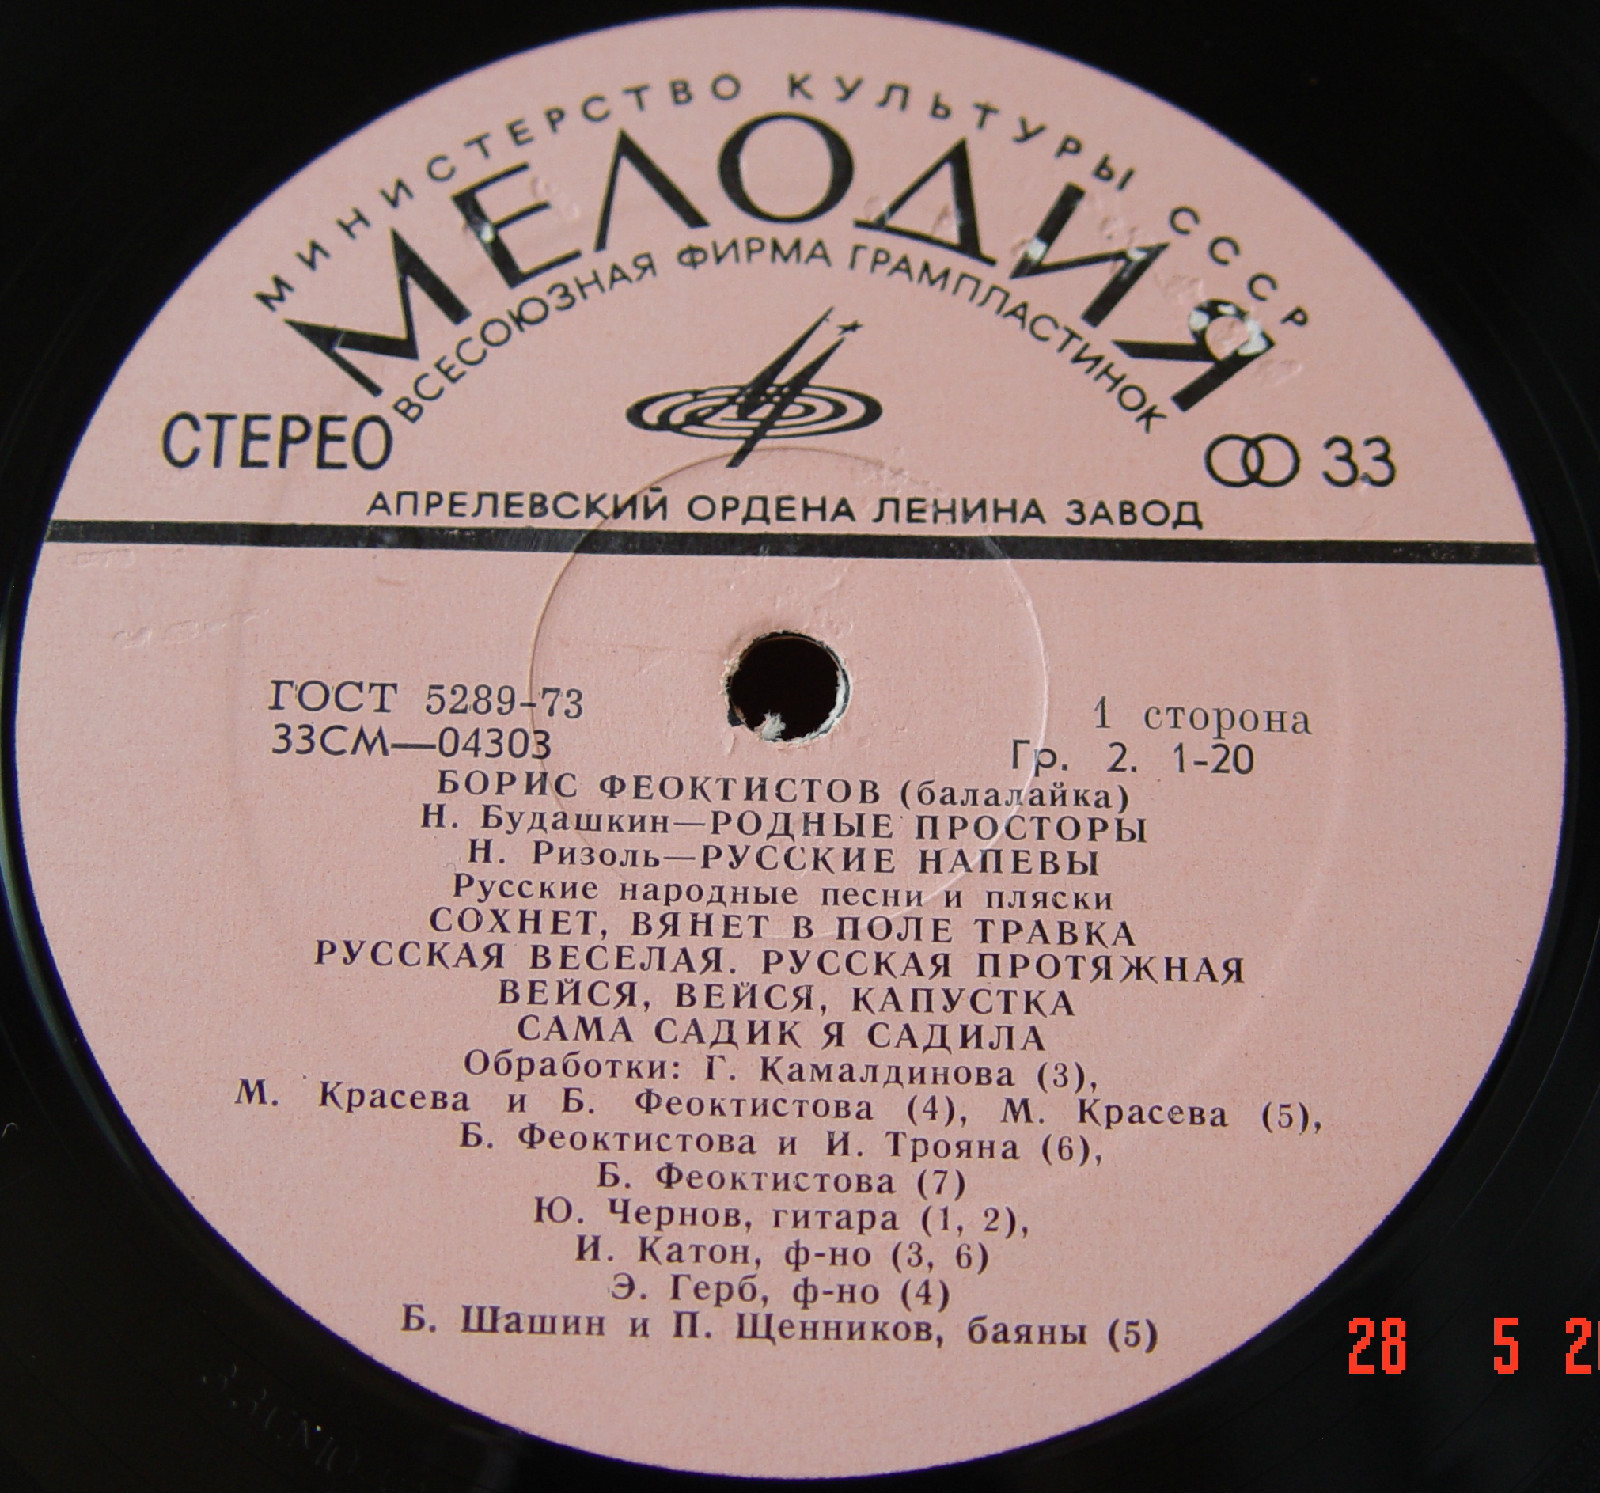 МИНИСТЕРСТВО КУЛЬТУРЫ СССР
МЕЛОДИЯ
ВСЕСОЮЗНАЯ ФИРМА ГРАМПЛАСТИНОК
СТЕРЕО
33
АПРЕЛЕВСКИЙ ОРДЕНА ЛЕНИНА ЗАВОД
ГОСТ 5289-73
1 сторона
33СМ—04303
Гр. 2. 1-20
БОРИС ФЕОКТИСТОВ (балалайка)
Н. Будашкин—РОДНЫЕ ПРОСТОРЫ
Н. Ризоль—РУССКИЕ НАПЕВЫ
Русские народные песни и пляски
СОХНЕТ, ВЯНЕТ В ПОЛЕ ТРАВКА
РУССКАЯ ВЕСЕЛАЯ. РУССКАЯ ПРОТЯЖНАЯ
ВЕЙСЯ, ВЕЙСЯ, КАПУСТКА
САМА САДИК Я САДИЛА
Обработки: Г. Камалдинова (3),
М. Красева и Б. Феоктистова (4), М. Красева (5),
Б. Феоктистова и И. Трояна (6),
Б. Феоктистова (7)
Ю. Чернов, гитара (1, 2),
И. Катон, ф-но (3, 6)
Э. Герб, ф-но (4)
Б. Шашин и П. Щенников, баяны (5)
28 5